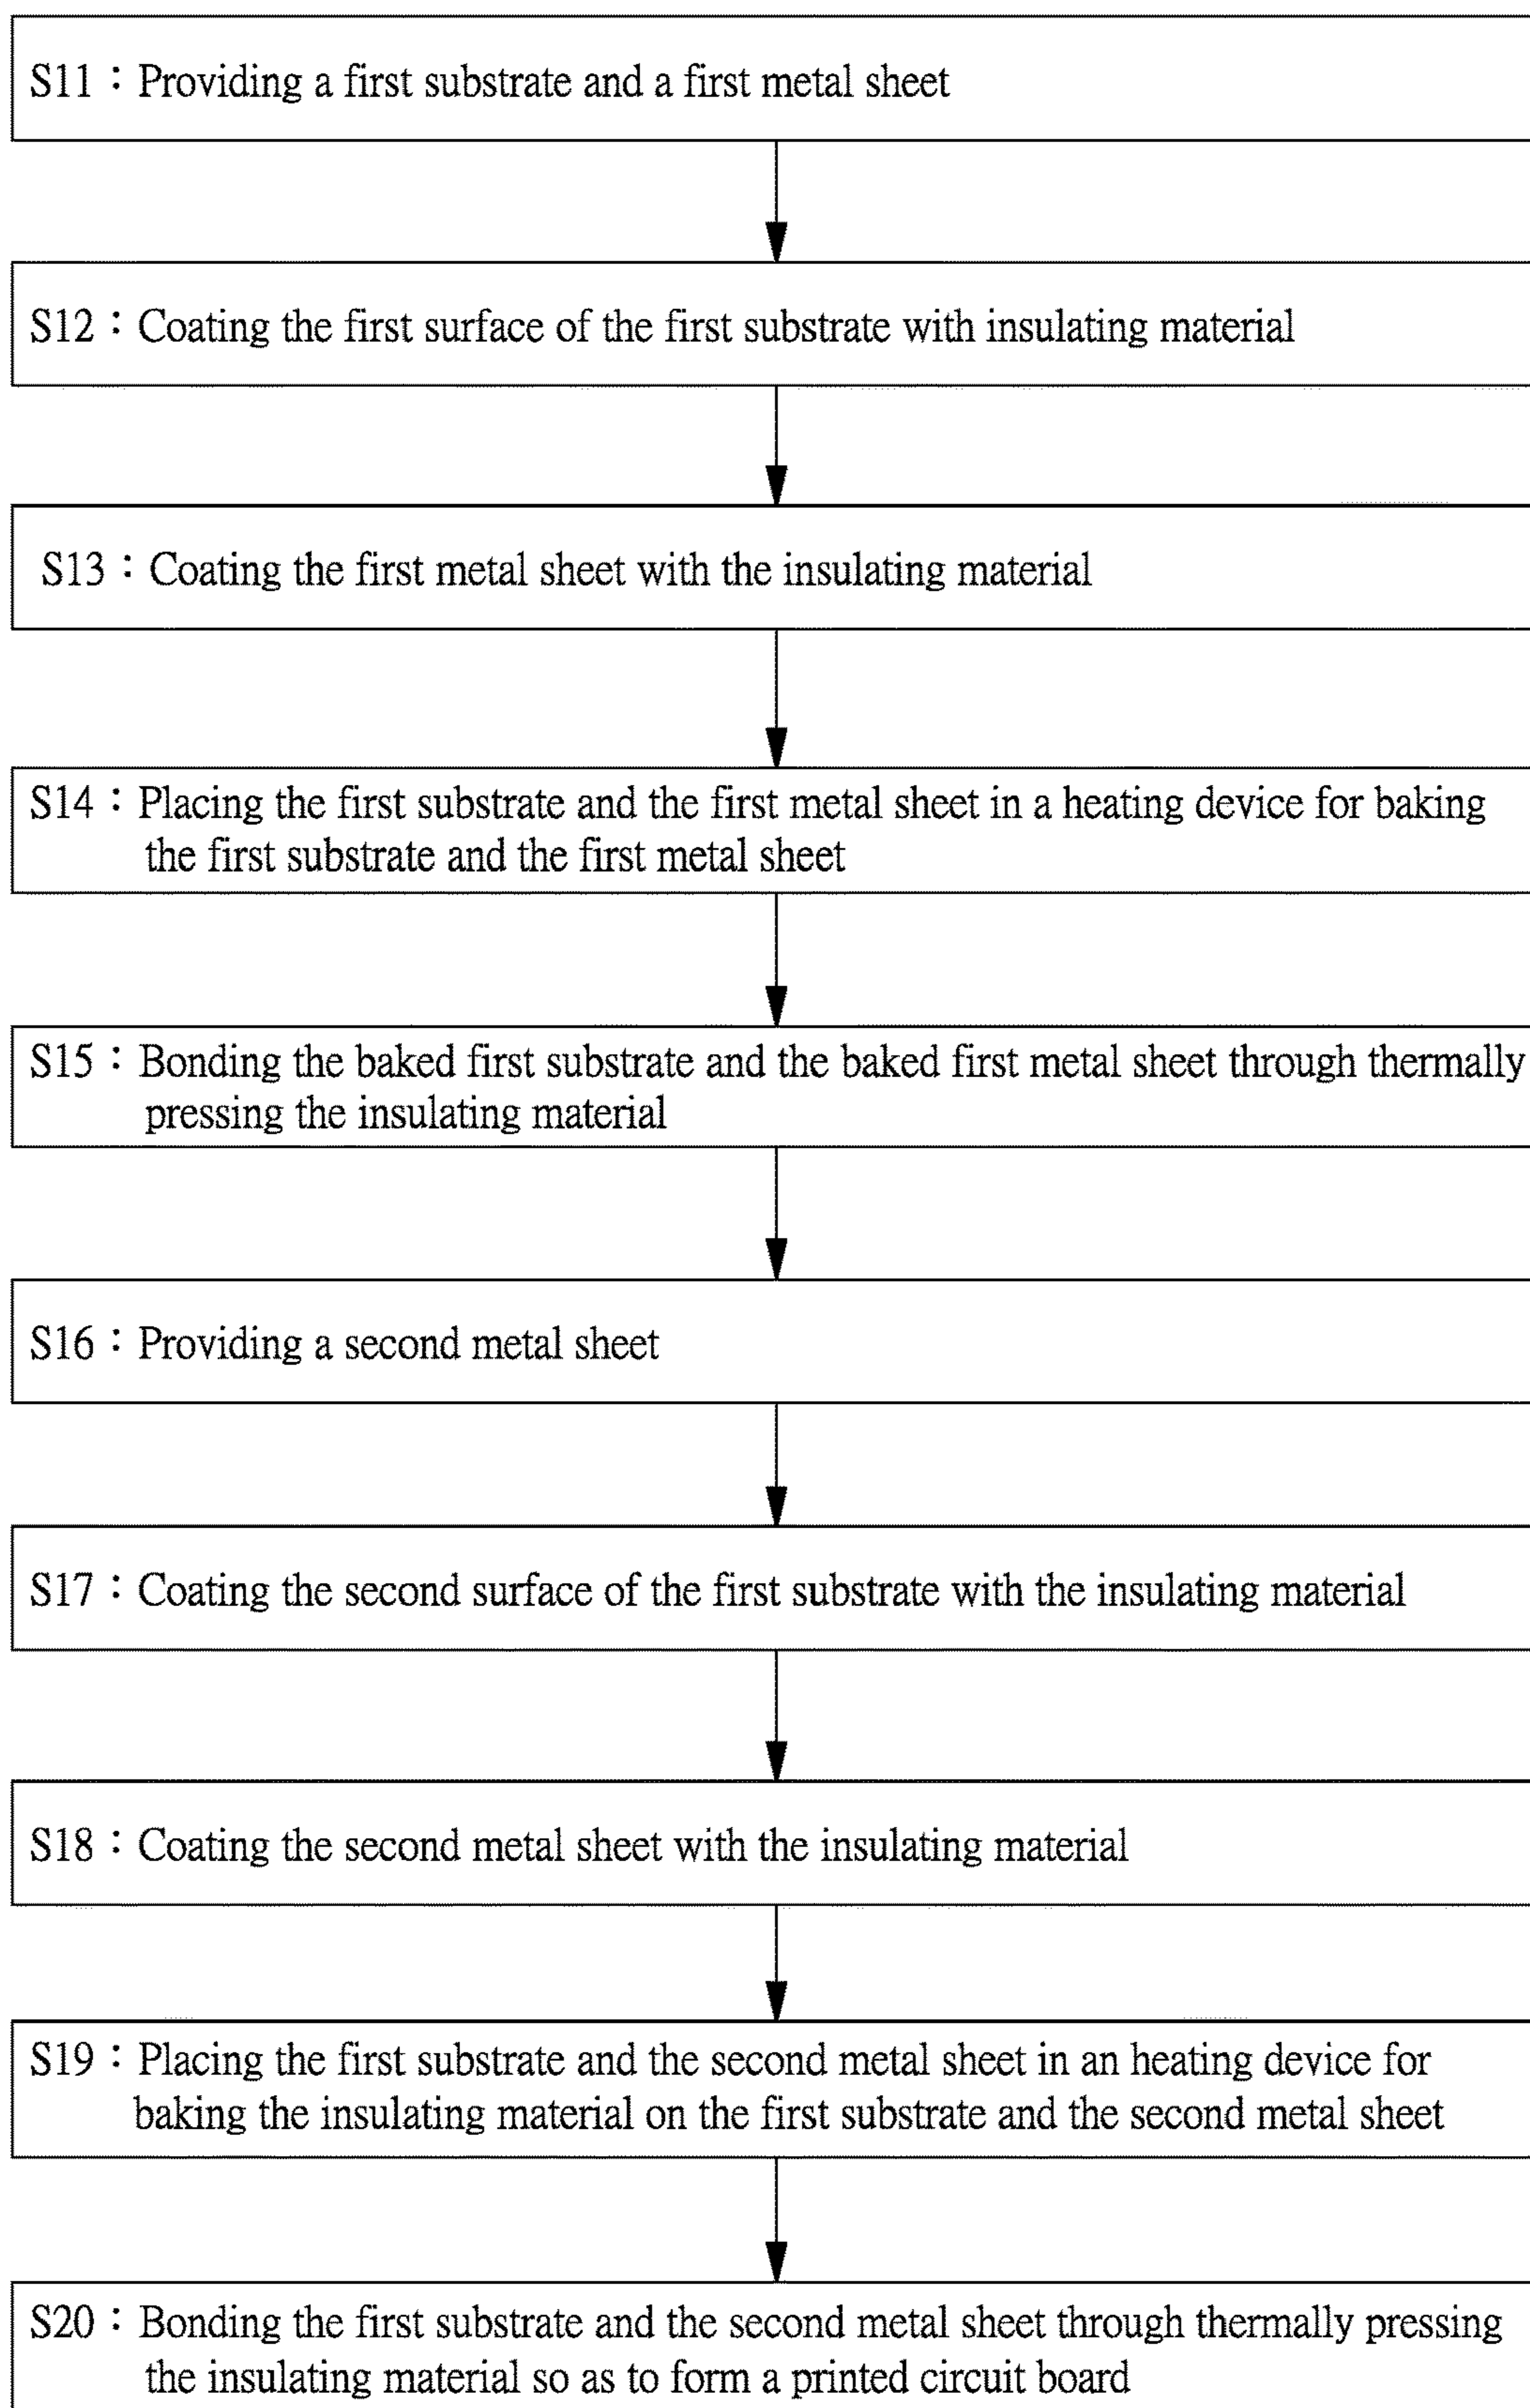 S11：Providing a first substrate and a first metal sheet
S12：Coating the first surface of the first substrate with insulating material
S13：Coating the first metal sheet with the insulating material
S14：Placing the first substrate and the first metal sheet in a heating device for baking
the first substrate and the first metal sheet
S15：Bonding the baked first substrate and the baked first metal sheet through thermally
pressing the insulating material
S16：Providing a second metal sheet
S17：Coating the second surface of the first substrate with the insulating material
S18：Coating the second metal sheet with the insulating material
S19：Placing the first substrate and the second metal sheet in an heating device for
baking the insulating material on the first substrate and the second metal sheet
S20：Bonding the first substrate and the second metal sheet through thermally pressing
the insulating material so as to form a printed circuit board